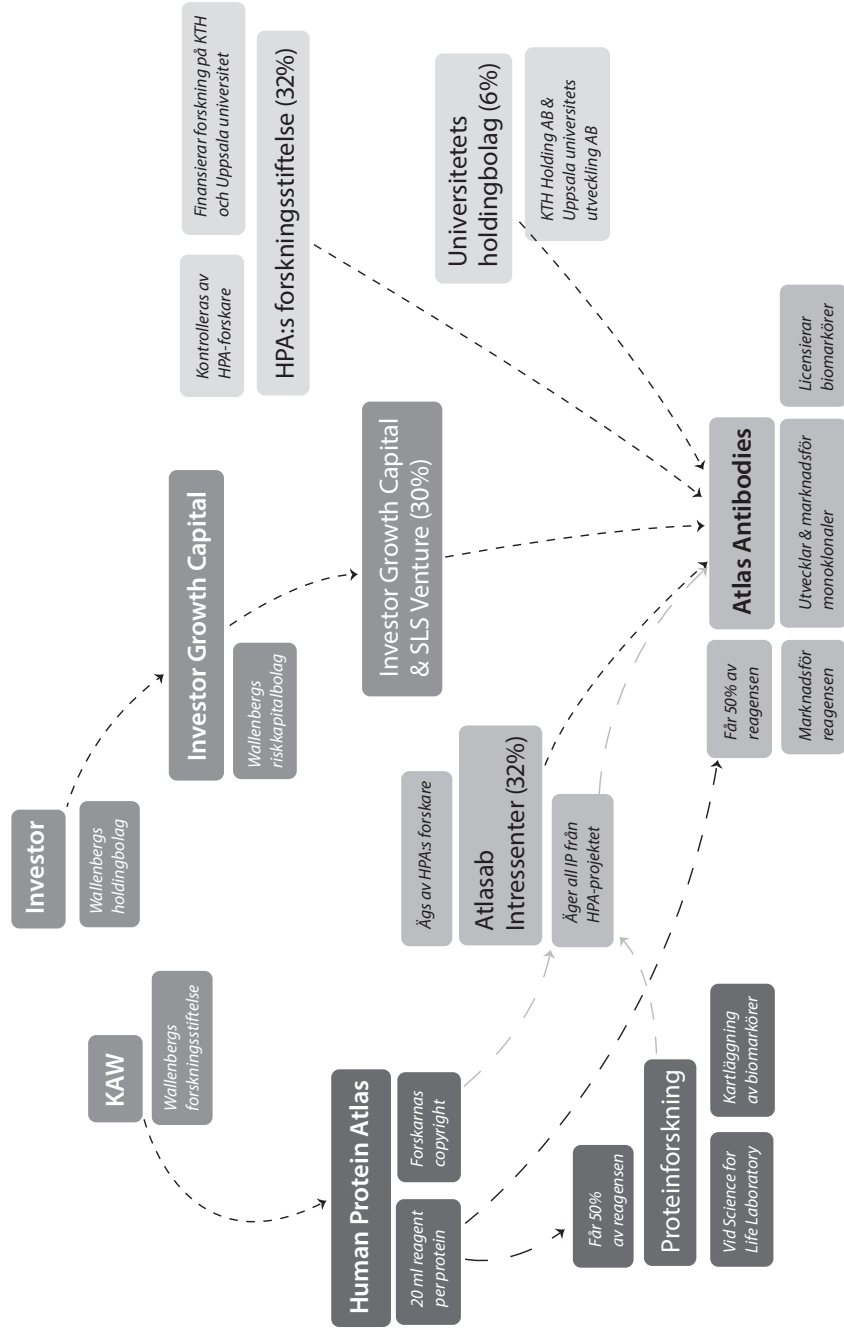 KAW
Wallenbergs
forskningsstiftelse
Investor
Wallenbergs
holdingbolag
Human Protein Atlas
20 ml reagent
per protein
Forskarnas
copyright
Investor Growth Capital
Wallenbergs
riskkapitalbolag
Kontrolleras av
HPA-forskare
Finansierar forskning på KTH
och Uppsala universitet
HPA:s forskningsstiftelse (32%)
Investor Growth Capital
& SLS Venture (30%)
Ägs av HPA:s forskare
Atlasab
Intressenter (32%)
Äger all IP från
HPA-projektet
Universitetets
holdingbolag (6%)
KTH Holding AB &
Uppsala universitets
utveckling AB
Får 50%
av reagensen
Proteinforskning
Vid Science for
Life Laboratory
Kartläggning
av biomarkörer
Får 50% av
reagensen
Atlas Antibodies
Marknadsför
reagensen
Utvecklar & marknadsför
monoklonaler
Licensierar
biomarkörer